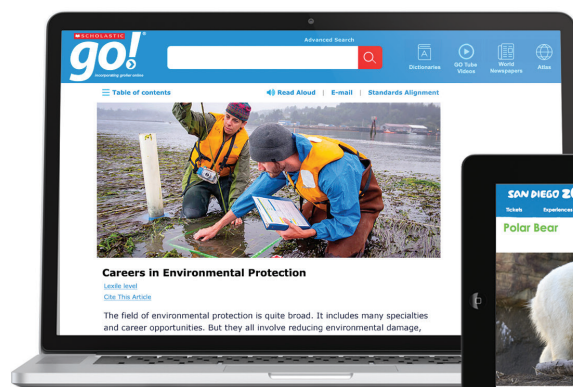 SCHOLASTIC
go!
incorporating grolier online
Advanced Search
Dictionaries
GO Tube
Videos
World
Newspapers
Atlas
Table of contents
Read Aloud | E-mail | Standards Alignment
Careers in Environmental Protection
Lexile level
Cite This Article
The field of environmental protection is quite broad. It includes many specialties
and career opportunities. But they all involve reducing environmental damage,
SAN DIEGO
Tickets Experiences
Polar Bear